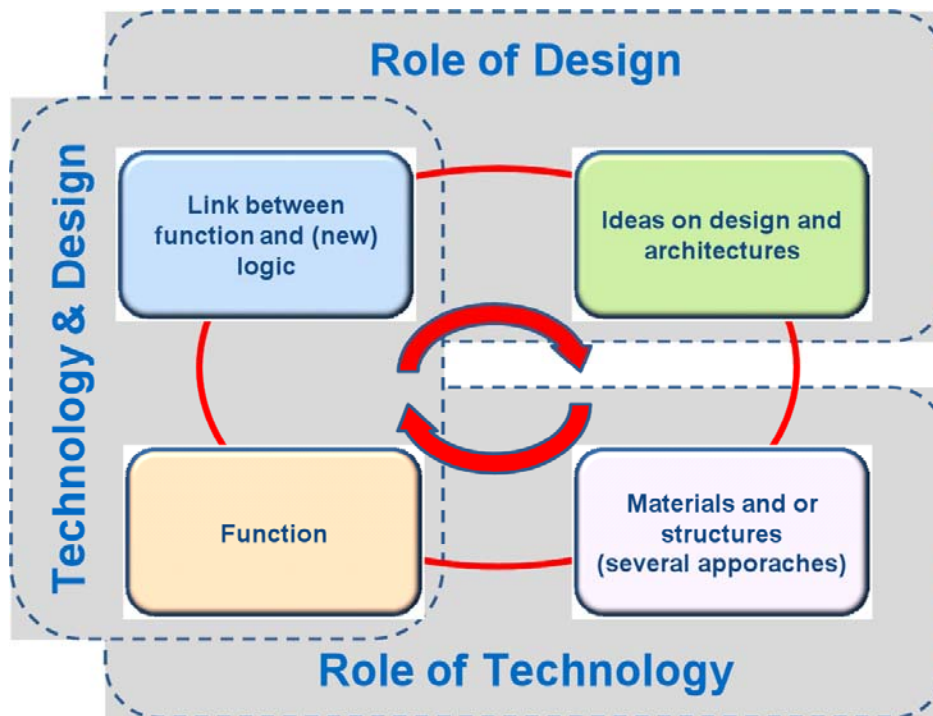 Role of Design
Technology & Design
Link between
function and (new)
logic
Ideas on design and
architectures
Function
Materials and or
structures
(several apporaches)
Role of Technology